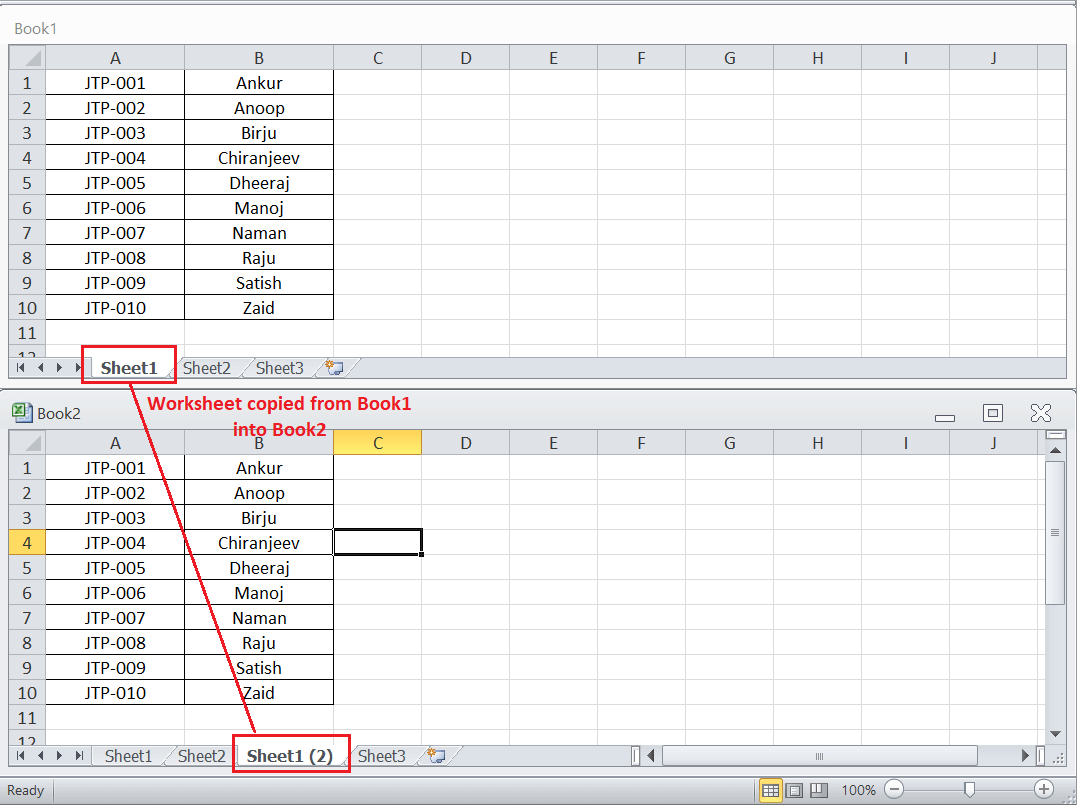 Book1
A B C D E F G H I J
1 JTP-001 Ankur
2 JTP-002 Anoop
3 JTP-003 Birju
4 JTP-004 Chiranjeev
5 JTP-005 Dheeraj
6 JTP-006 Manoj
7 JTP-007 Naman
8 JTP-008 Raju
9 JTP-009 Satish
10 JTP-010 Zaid
11
12
Sheet1 Sheet2 Sheet3
Worksheet copied from Book1
into Book2
Book2
A B C D E F G H I J
1 JTP-001 Ankur
2 JTP-002 Anoop
3 JTP-003 Birju
4 JTP-004 Chiranjeev
5 JTP-005 Dheeraj
6 JTP-006 Manoj
7 JTP-007 Naman
8 JTP-008 Raju
9 JTP-009 Satish
10 JTP-010 Zaid
11
12
Sheet1 Sheet2 Sheet1 (2) Sheet3
Ready 100%